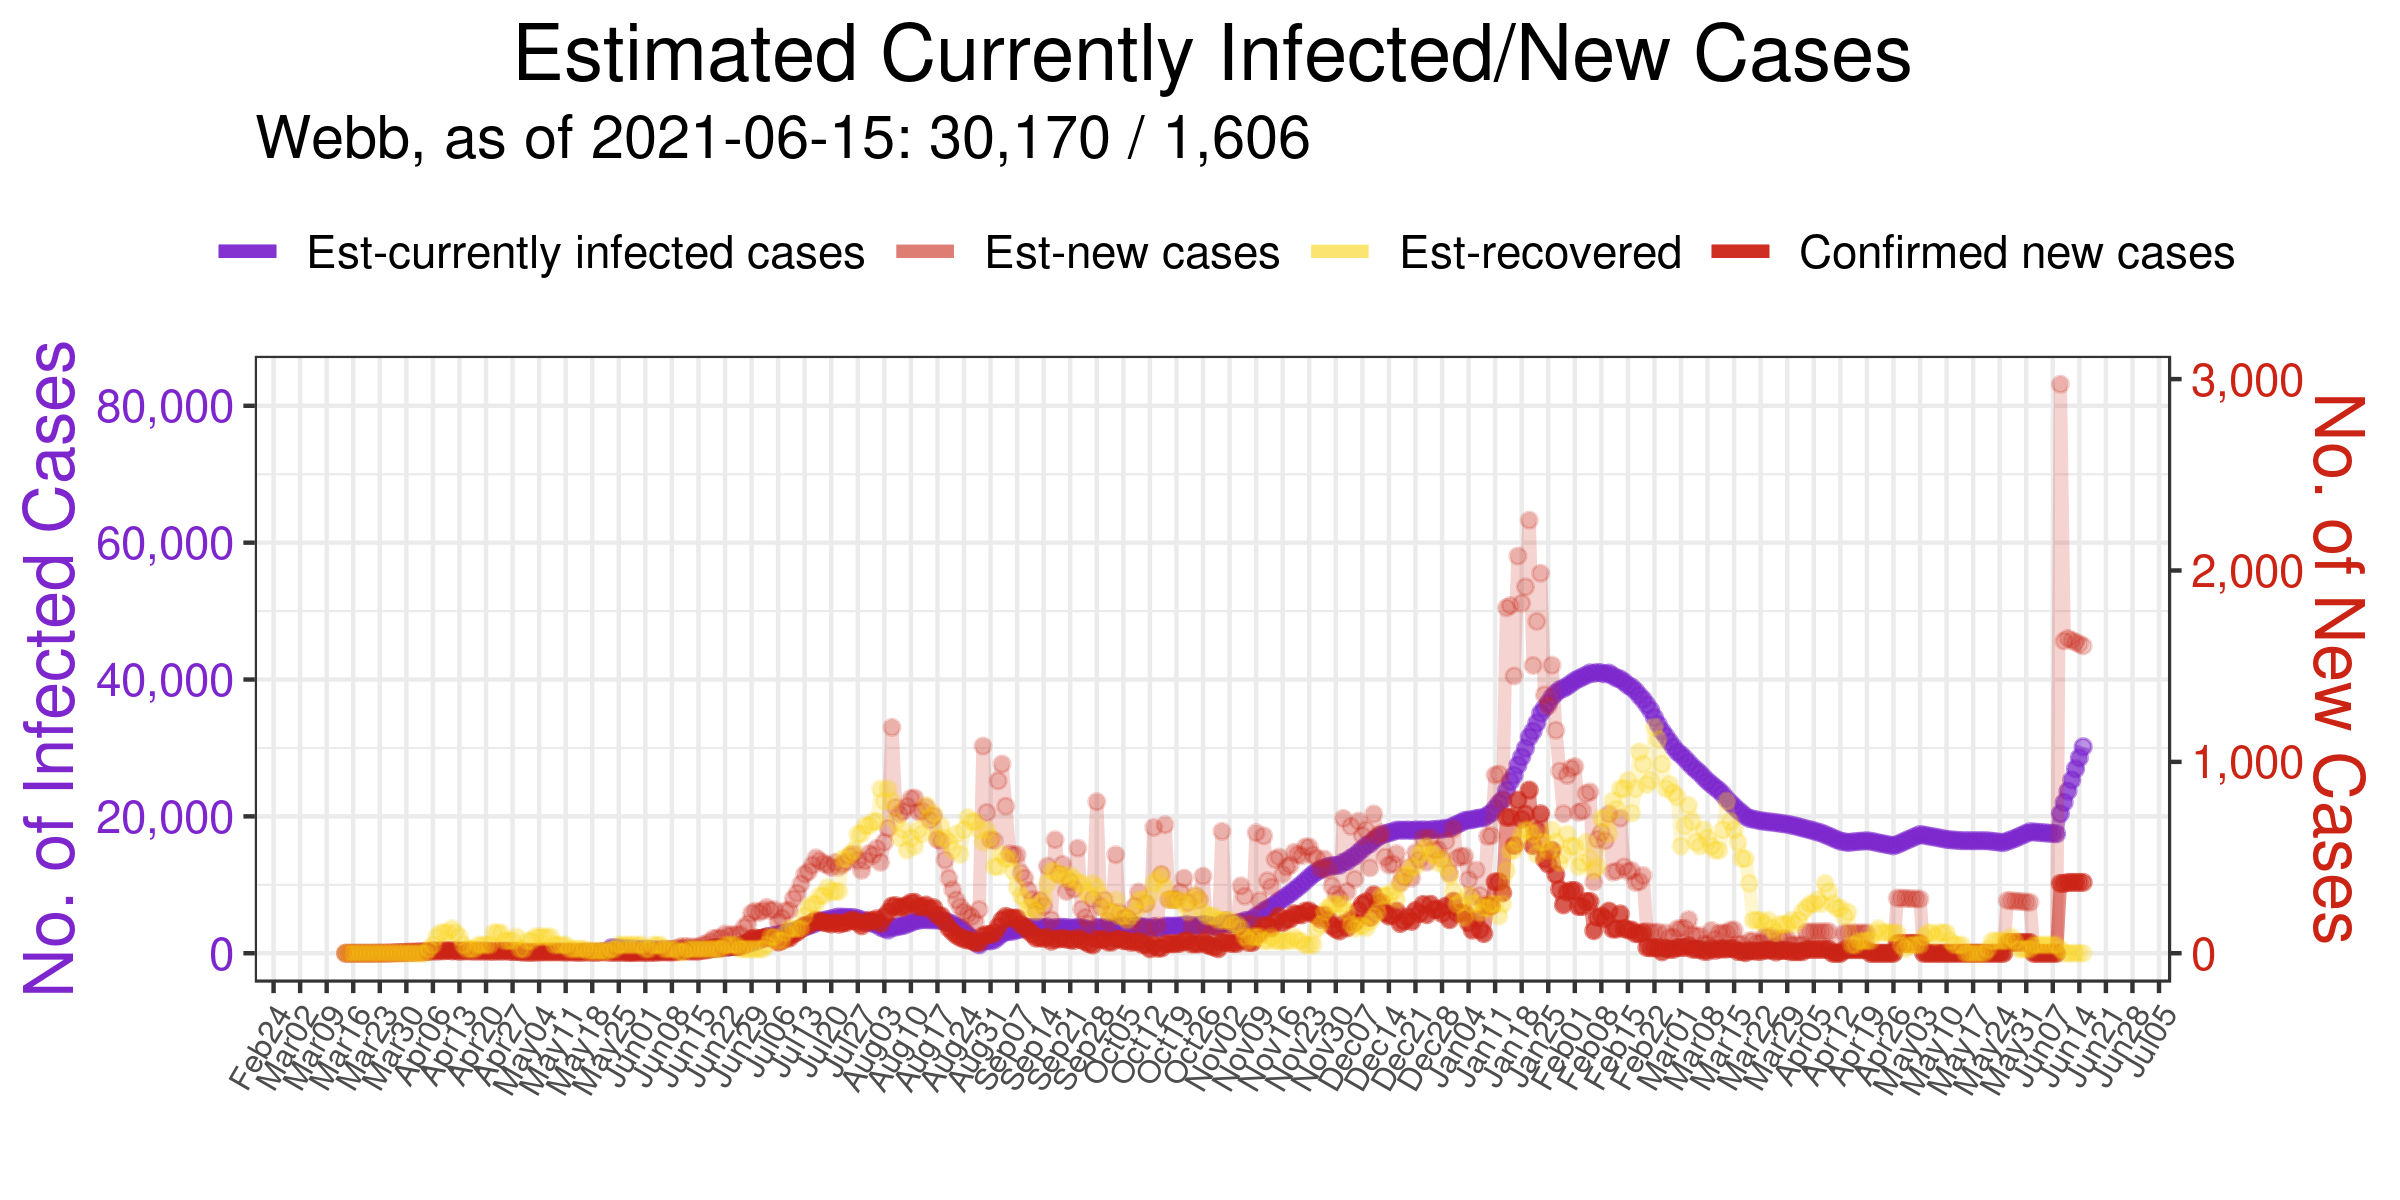 Estimated Currently Infected/New Cases
Webb, as of 2021-06-15: 30,170 / 1,606
Est-currently infected cases Est-new cases Est-recovered Confirmed new cases
No. of Infected Cases
80,000
60,000
40,000
20,000
0
3,000
2,000
1,000
0
No. of New Cases
Feb24 Mar02 Mar09 Mar16 Mar23 Mar30 Apr06 Apr13 Apr20 Apr27 May04 May11 May18 May25 Jun01 Jun08 Jun15 Jun22 Jun29 Jul06 Jul13 Jul20 Jul27 Aug03 Aug10 Aug17 Aug24 Aug31 Sep07 Sep14 Sep21 Sep28 Oct05 Oct12 Oct19 Oct26 Nov02 Nov09 Nov16 Nov23 Nov30 Dec07 Dec14 Dec21 Dec28 Jan04 Jan11 Jan18 Jan25 Feb01 Feb08 Feb15 Feb22 Mar01 Mar08 Mar15 Mar22 Mar29 Apr05 Apr12 Apr19 Apr26 May03 May10 May17 May24 May31 Jun07 Jun14 Jun21 Jun28 Jul05